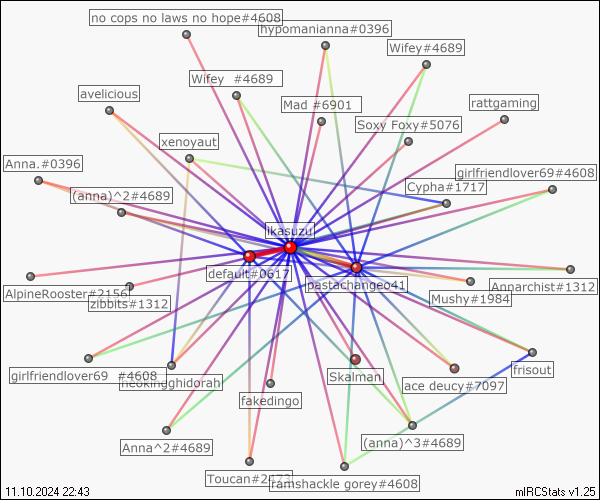 no cops no laws no hope#4608
hypomanianna#0396
Wifey#4689
Wifey #4689
avelicious
Mad #6901
rattgaming
Soxy Foxy#5076
xenoyaut
Anna.#0396
girlfriendlover69#4608
(anna)^2#4689
Cypha#1717
ikasuzu
default#0617
pastachangeo41
AlpineRooster#2156
Annarchist#1312
zibbits#1312
Mushy#1984
girlfriendlover69 #4608
frisout
Skalman
ace deucy#7097
fakedingo
Anna^2#4689
(anna)^3#4689
Toucan
ramshackle gorey#4608
11.10.2024 22:43
mIRCStats v1.25